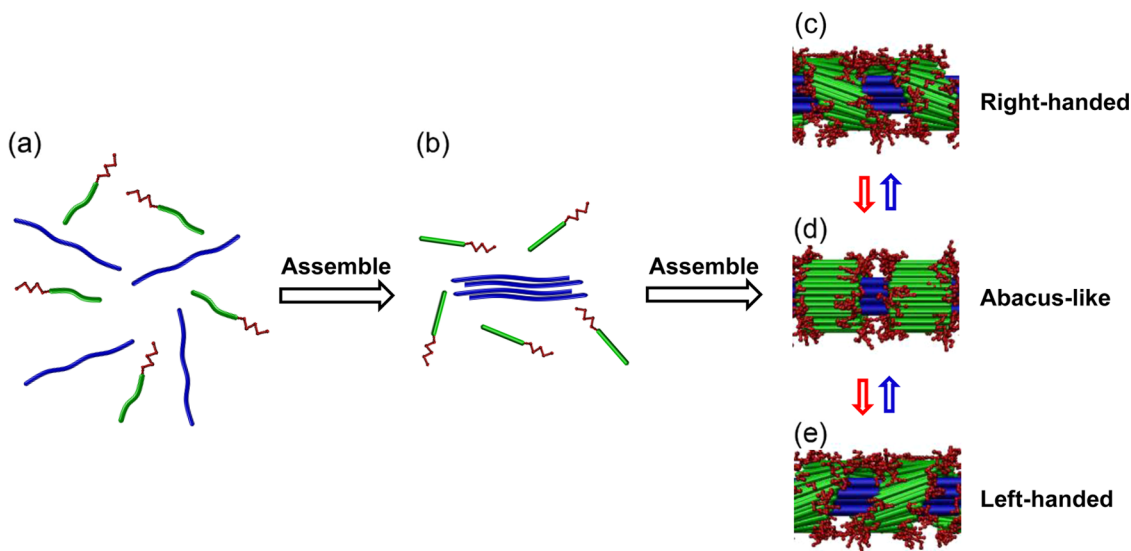 (a)
Assemble
(b)
Assemble
(c)
Right-handed
(d)
Abacus-like
(e)
Left-handed